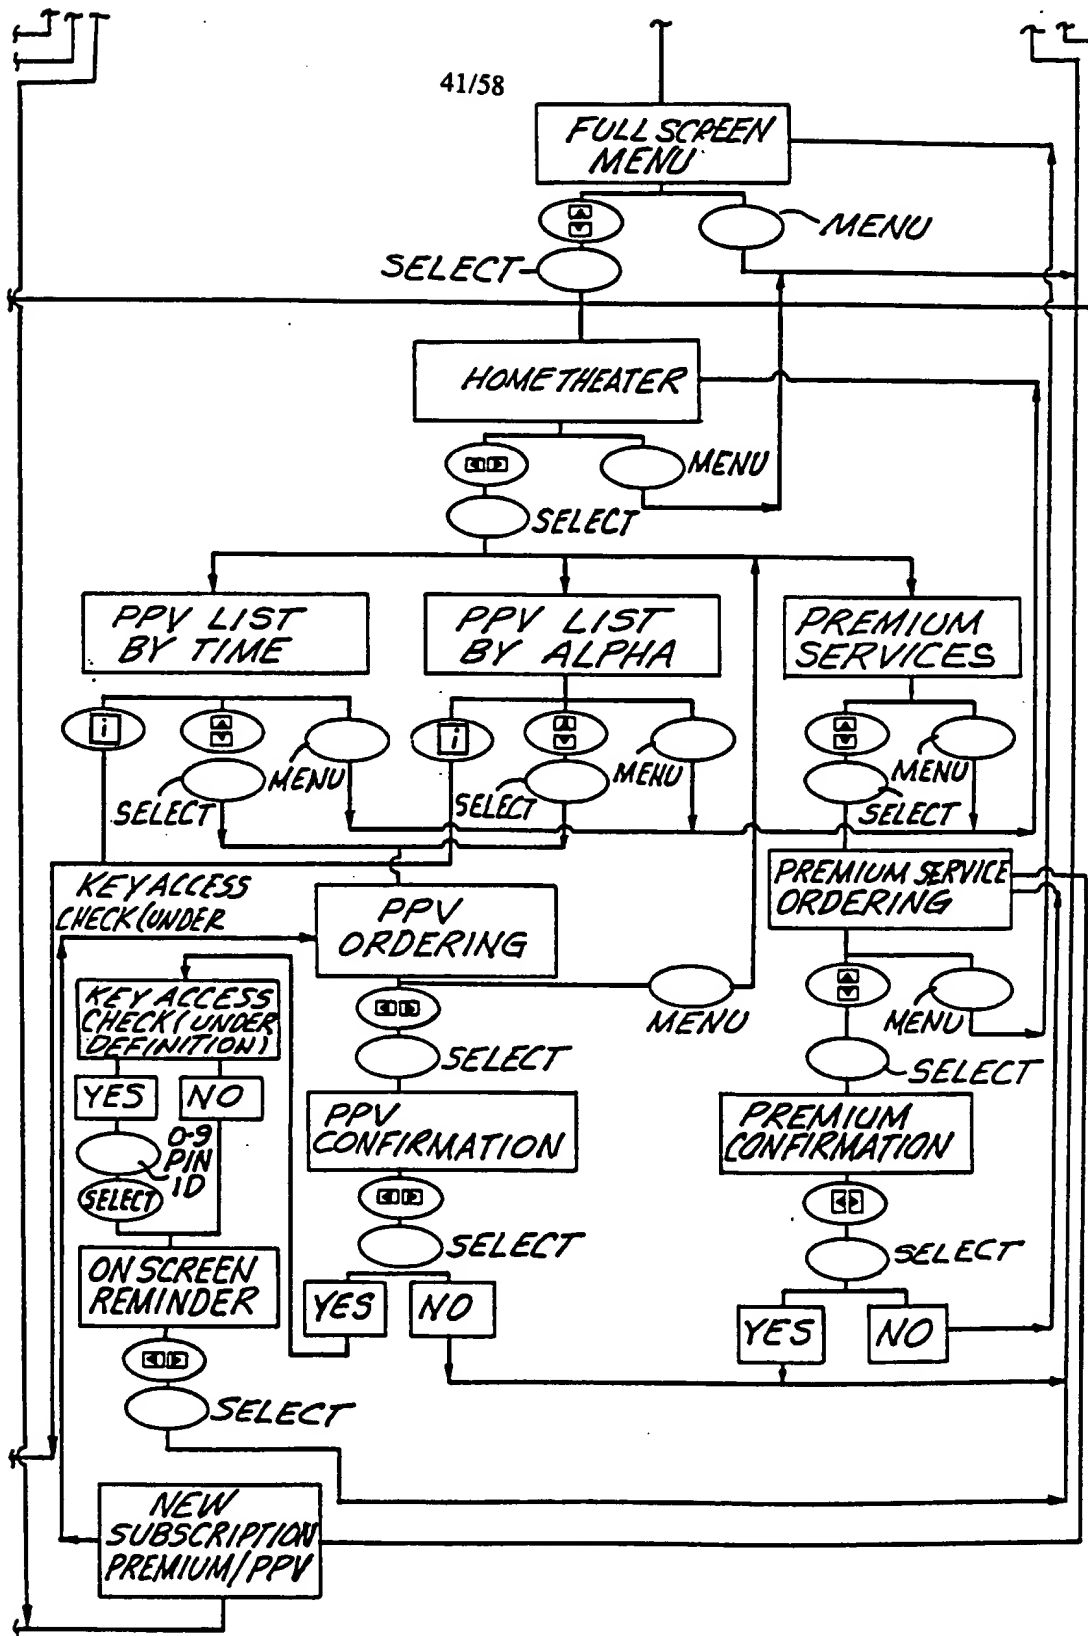 41/58
FULL SCREEN
MENU
MENU
SELECT
HOME THEATER
MENU
SELECT
PPV LIST
BY TIME
PPV LIST
BY ALPHA
PREMIUM
SERVICES
i
MENU
SELECT
i
MENU
SELECT
MENU
SELECT
KEY ACCESS
CHECK (UNDER
PPV
ORDERING
PREMIUM SERVICE
ORDERING
KEY ACCESS
CHECK (UNDER
DEFINITION)
MENU
MENU
SELECT
SELECT
YES
NO
PPV
CONFIRMATION
PREMIUM
CONFIRMATION
0-9
PIN
ID
SELECT
SELECT
SELECT
ON SCREEN
REMINDER
YES
NO
YES
NO
SELECT
NEW
SUBSCRIPTION
PREMIUM/PPV